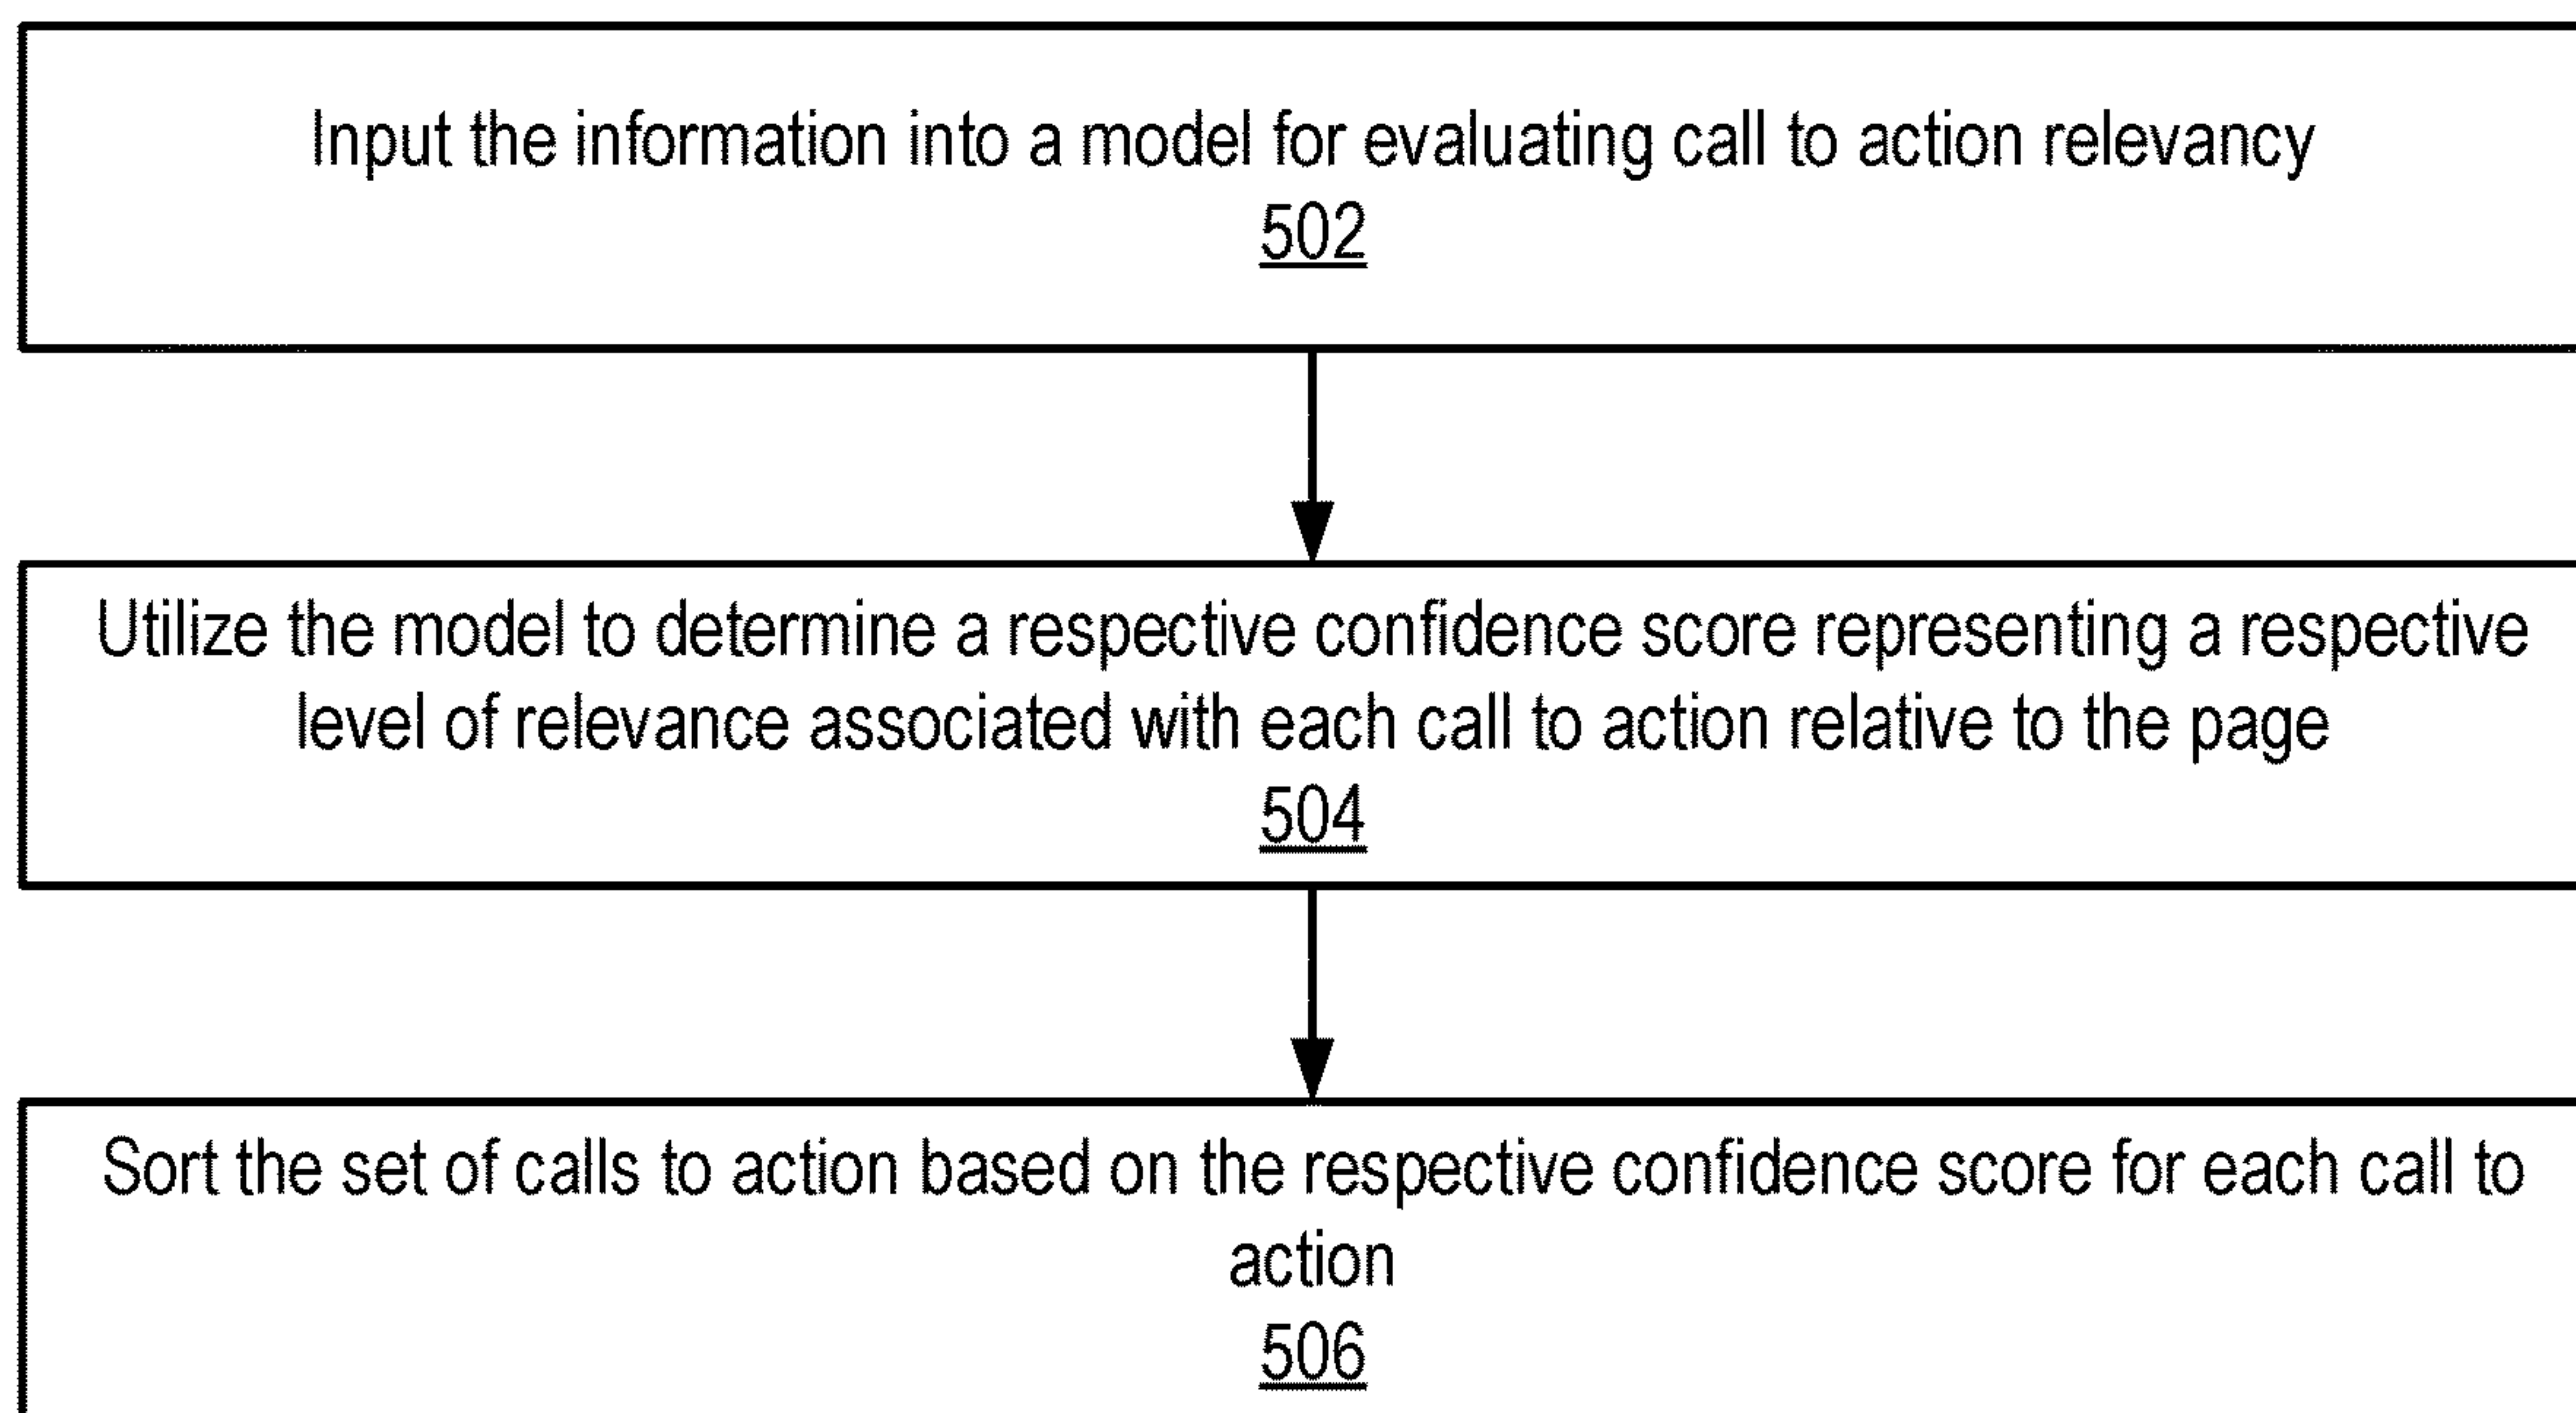 Input the information into a model for evaluating call to action relevancy
502
Utilize the model to determine a respective confidence score representing a respective
level of relevance associated with each call to action relative to the page
504
Sort the set of calls to action based on the respective confidence score for each call to
action
506